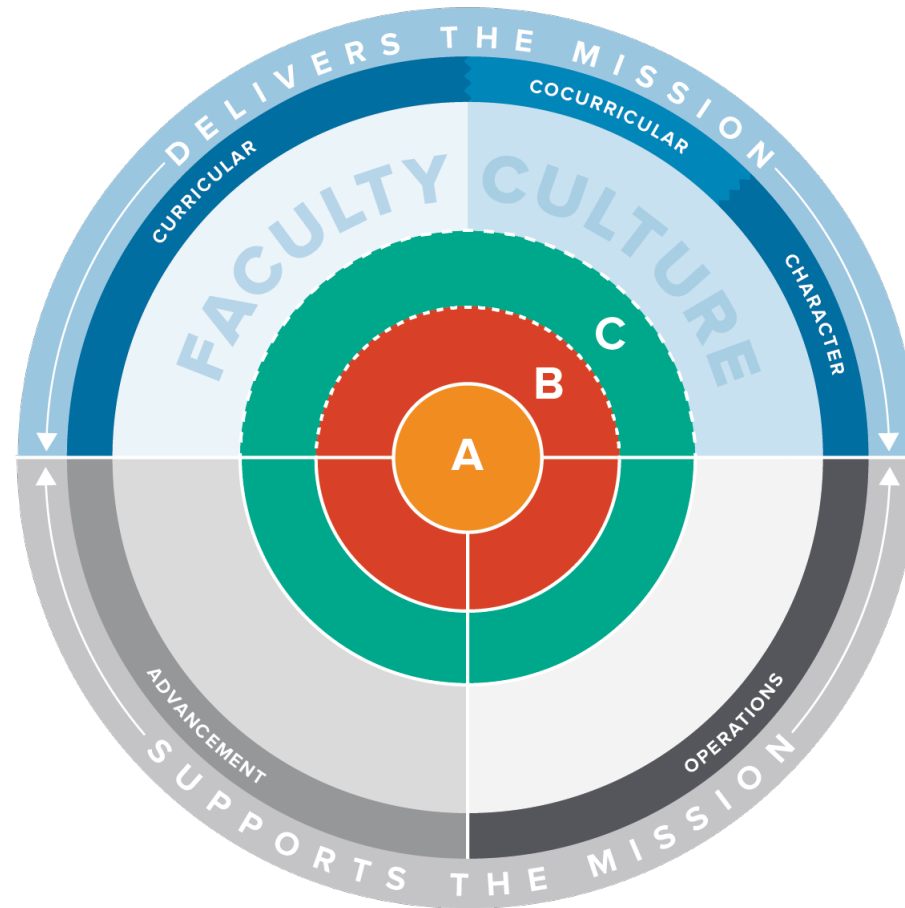 DELIVERS THE MISSION
CURRICULAR
COCURRICULAR
CHARACTER
FACULTY CULTURE
C
B
A
ADVANCEMENT
OPERATIONS
SUPPORTS THE MISSION